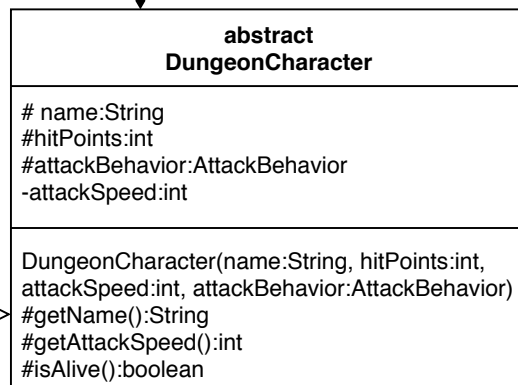 abstract
DungeonCharacter
# name:String
#hitPoints:int
#attackBehavior:AttackBehavior
-attackSpeed:int
DungeonCharacter(name:String, hitPoints:int,
attackSpeed:int, attackBehavior:AttackBehavior)
#getName():String
#getAttackSpeed():int
#isAlive():boolean